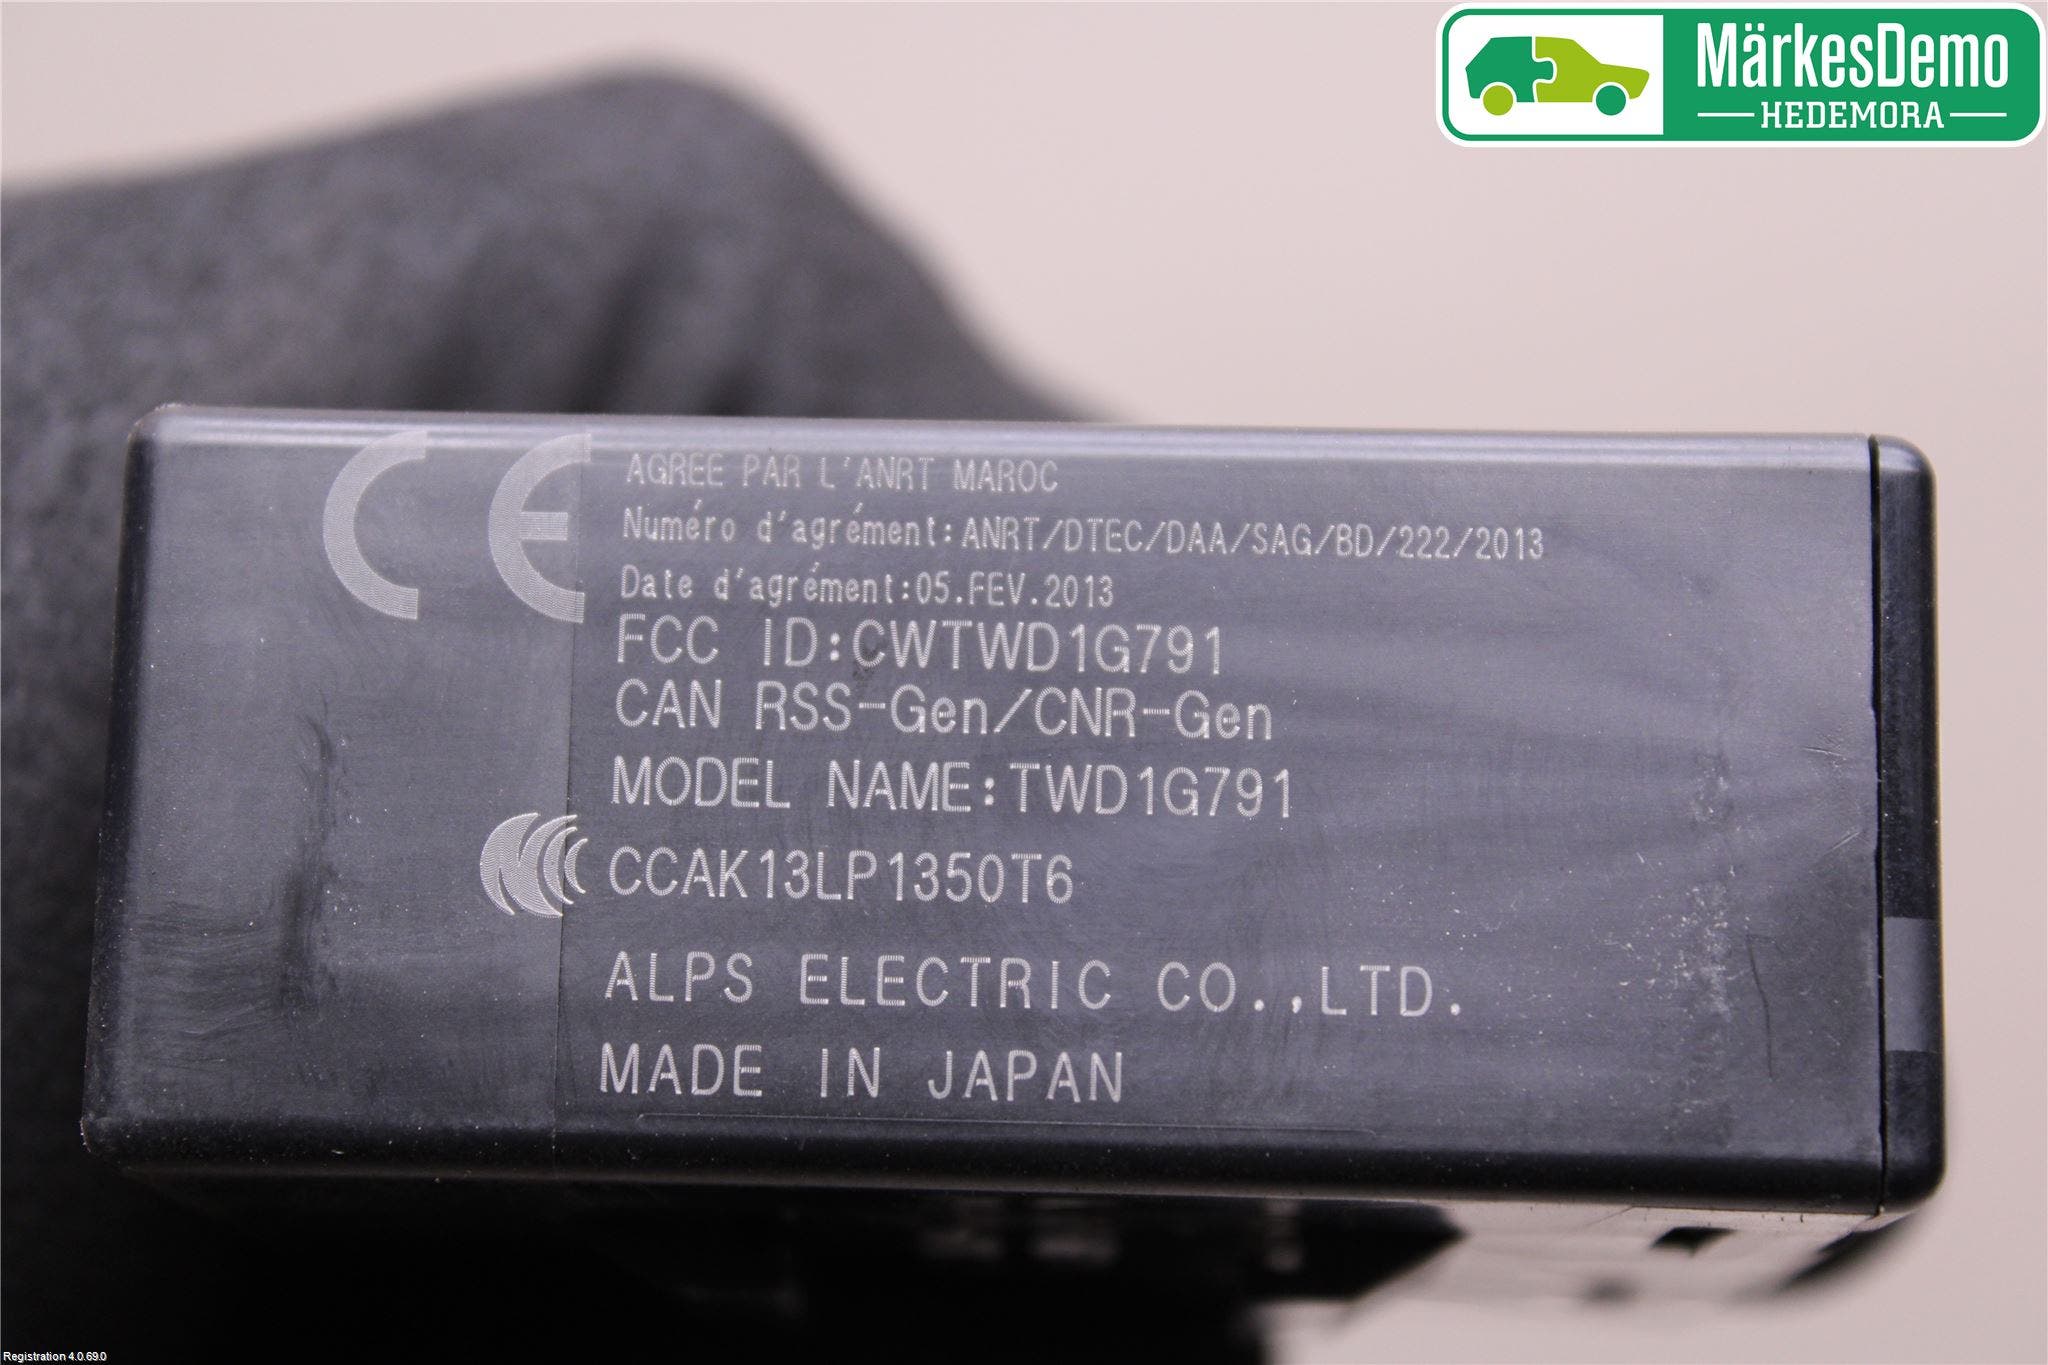 MärkesDemo
HEDEMORA
CE
AGREE PAR L'ANRT MAROC
Numéro d'agrément:ANRT/DTEC/DAA/SAG/BD/222/2013
Date d'agrément:05.FEV.2013
FCC ID:CWTWD1G791
CAN RSS-Gen/CNR-Gen
MODEL NAME:TWD1G791
CCAK13LP1350T6
ALPS ELECTRIC CO.,LTD.
MADE IN JAPAN
Registration 4.0.69.0